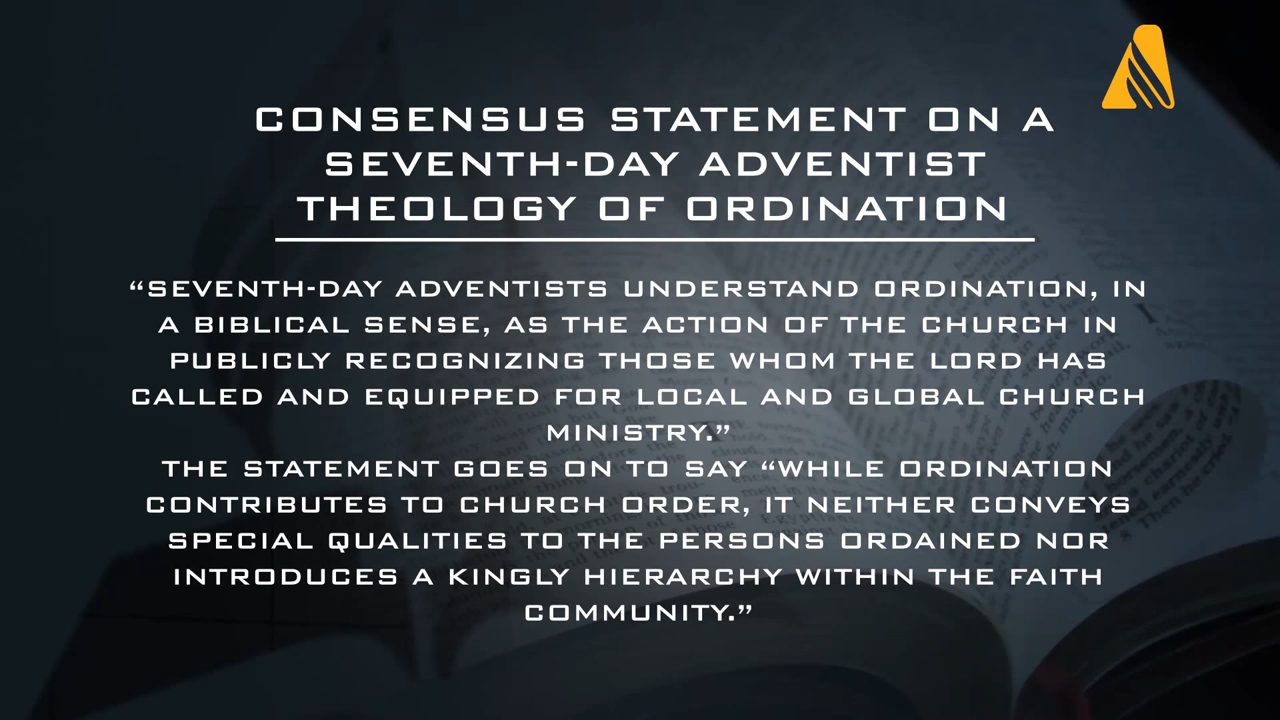 CONSENSUS STATEMENT ON A
SEVENTH-DAY ADVENTIST
THEOLOGY OF ORDINATION
“SEVENTH-DAY ADVENTISTS UNDERSTAND ORDINATION, IN
A BIBLICAL SENSE, AS THE ACTION OF THE CHURCH IN
PUBLICLY RECOGNIZING THOSE WHOM THE LORD HAS
CALLED AND EQUIPPED FOR LOCAL AND GLOBAL CHURCH
MINISTRY.”
THE STATEMENT GOES ON TO SAY “WHILE ORDINATION
CONTRIBUTES TO CHURCH ORDER, IT NEITHER CONVEYS
SPECIAL QUALITIES TO THE PERSONS ORDAINED NOR
INTRODUCES A KINGLY HIERARCHY WITHIN THE FAITH
COMMUNITY.”